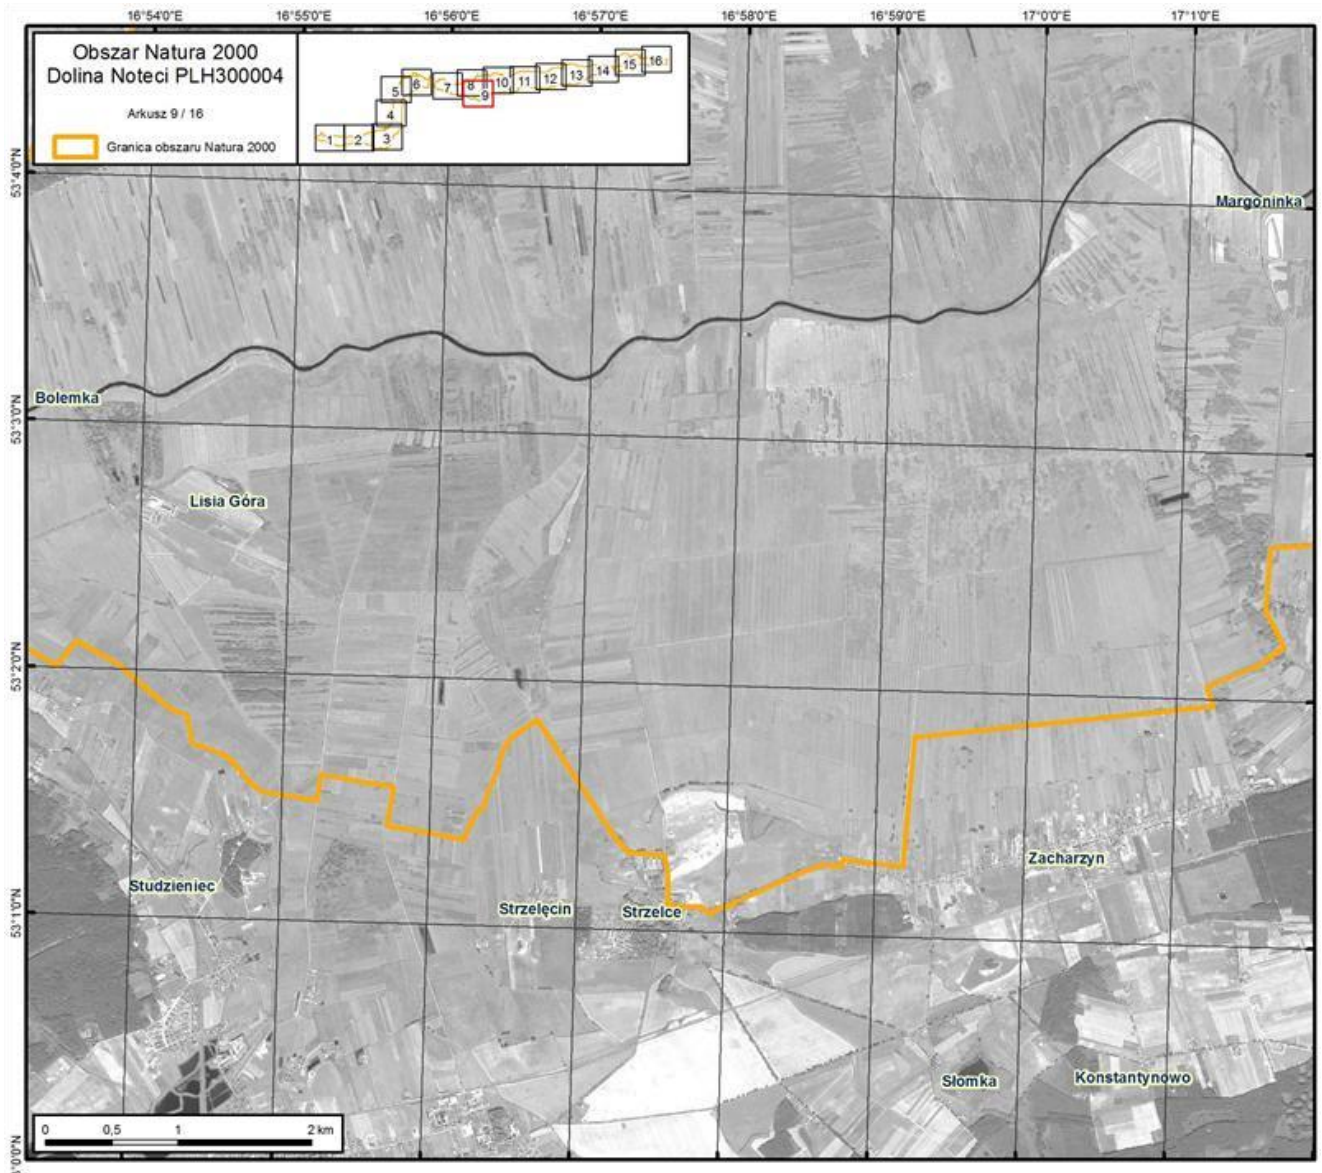 16°54'0"E 16°55'0"E 16°56'0"E 16°57'0"E 16°58'0"E 16°59'0"E 17°0'0"E 17°1'0"E
Obszar Natura 2000
Dolina Noteci PLH300004
Arkusz 9 / 16
Granica obszaru Natura 2000
1 2 3 4 5 6 7 8 9 10 11 12 13 14 15 16
53°4'0"N
Margoninka
Bolemka
53°3'0"N
Lisia Góra
53°2'0"N
Zacharzyn
Studzieniec
Strzelęcin
Strzelce
53°1'0"N
Słomka
Konstantynowo
0 0,5 1 2 km
53°0'0"N